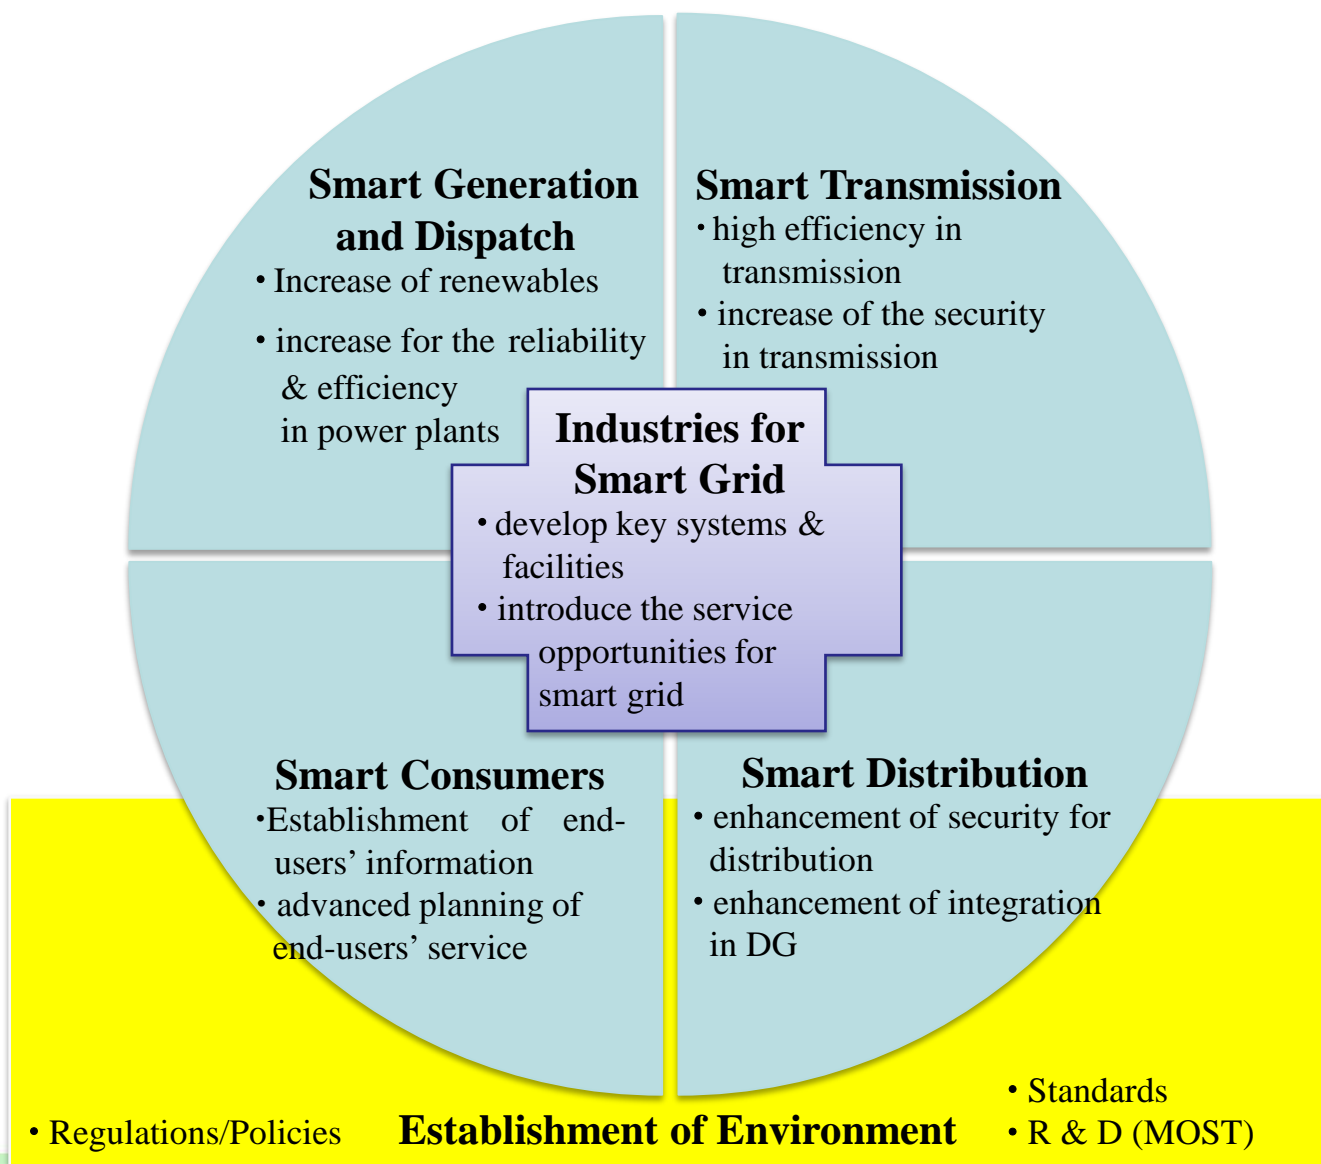 Smart Generation
and Dispatch
• Increase of renewables
• increase for the reliability
& efficiency
in power plants
Smart Transmission
• high efficiency in
transmission
• increase of the security
in transmission
Industries for
Smart Grid
• develop key systems &
facilities
• introduce the service
opportunities for
smart grid
Smart Consumers
•Establishment of end-
users’ information
• advanced planning of
end-users’ service
Smart Distribution
• enhancement of security for
distribution
• enhancement of integration
in DG
• Regulations/Policies
Establishment of Environment
• Standards
• R & D (MOST)